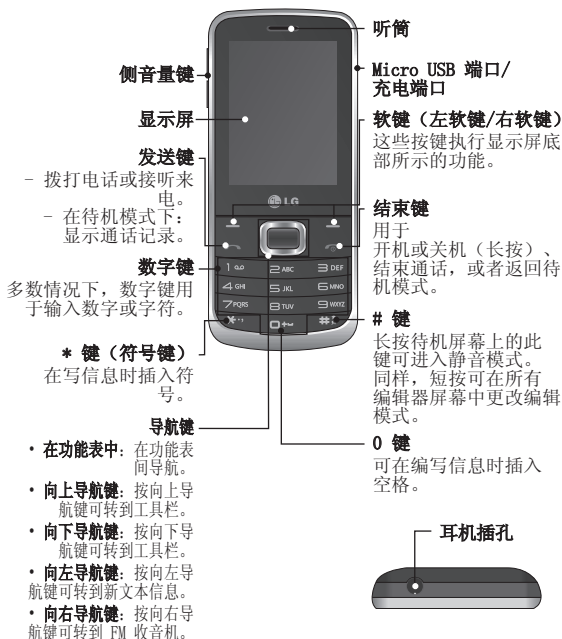 听筒
侧音量键
Micro USB 端口/
充电端口
显示屏
软键（左软键/右软键）
这些按键执行显示屏底
部所示的功能。
发送键
- 拨打电话或接听来
电。
- 在待机模式下：
显示通话记录。
LG
结束键
用于
开机或关机（长按）、
结束通话，或者返回待
机模式。
数字键
多数情况下，数字键用
于输入数字或字符。
1
2 ABC
3 DEF
4 GHI
5 JKL
6 MNO
7 PQRS
8 TUV
9 WXYZ
*
0 +
#
* 键（符号键）
在写信息时插入符
号。
# 键
长按待机屏幕上的此
键可进入静音模式。
同样，短按可在所有
编辑器屏幕中更改编辑
模式。
导航键
• 在功能表中：在功能表
间导航。
• 向上导航键：按向上导
航键可转到工具栏。
• 向下导航键：按向下导
航键可转到工具栏。
• 向左导航键：按向左导
航键可转到新文本信息。
• 向右导航键：按向右导
航键可转到 FM 收音机。
0 键
可在编写信息时插入
空格。
耳机插孔